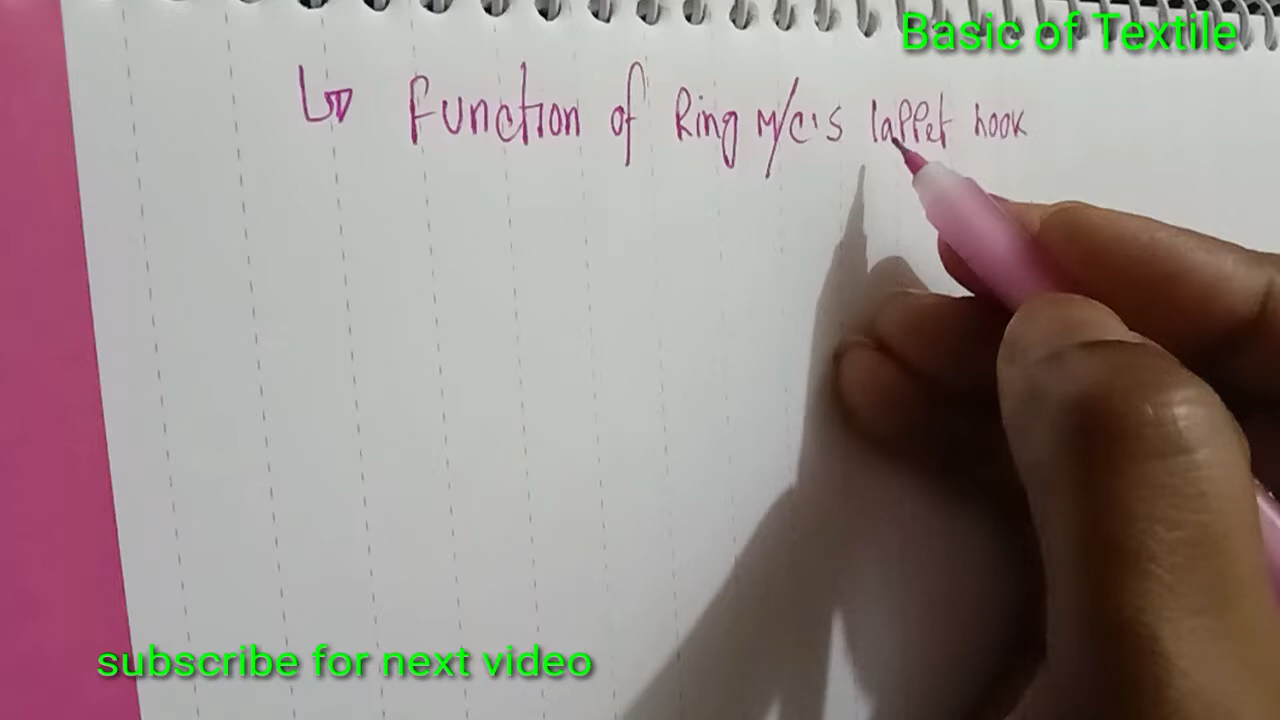 Basic of Textile
Function of Ring M/C's lappet hook
subscribe for next video